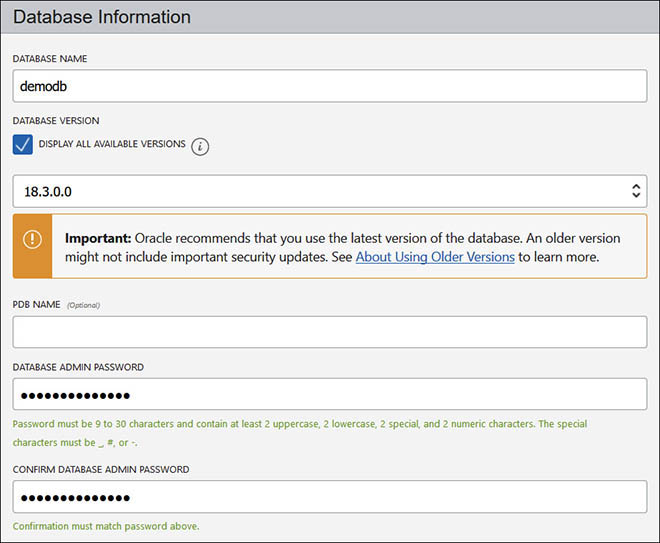 Database Information
DATABASE NAME
demodb
DATABASE VERSION
DISPLAY ALL AVAILABLE VERSIONS i
18.3.0.0
Important: Oracle recommends that you use the latest version of the database. An older version
might not include important security updates. See About Using Older Versions to learn more.
PDB NAME (Optional)
DATABASE ADMIN PASSWORD
●●●●●●●●●●●●●●
Password must be 9 to 30 characters and contain at least 2 uppercase, 2 lowercase, 2 special, and 2 numeric characters. The special
characters must be _, #, or -.
CONFIRM DATABASE ADMIN PASSWORD
●●●●●●●●●●●●●●
Confirmation must match password above.